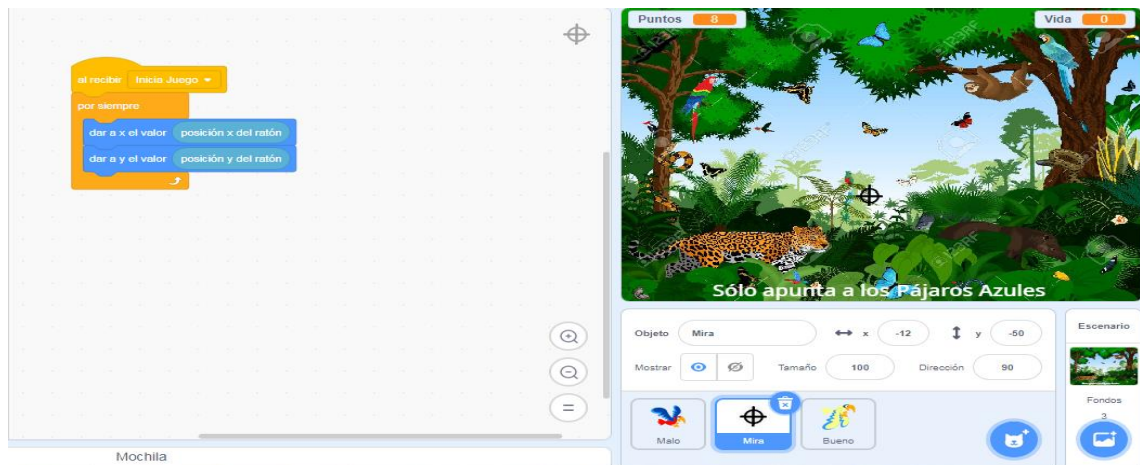 al recibir Inicia Juego
por siempre
dar a x el valor posición x del ratón
dar a y el valor posición y del ratón
Mochila
Puntos 8
Vida 0
Sólo apunta a los Pájaros Azules
Objeto Mira x -12 y -50
Mostrar Tamaño 100 Dirección 90
Malo
Mira
Bueno
Escenario
Fondos
3